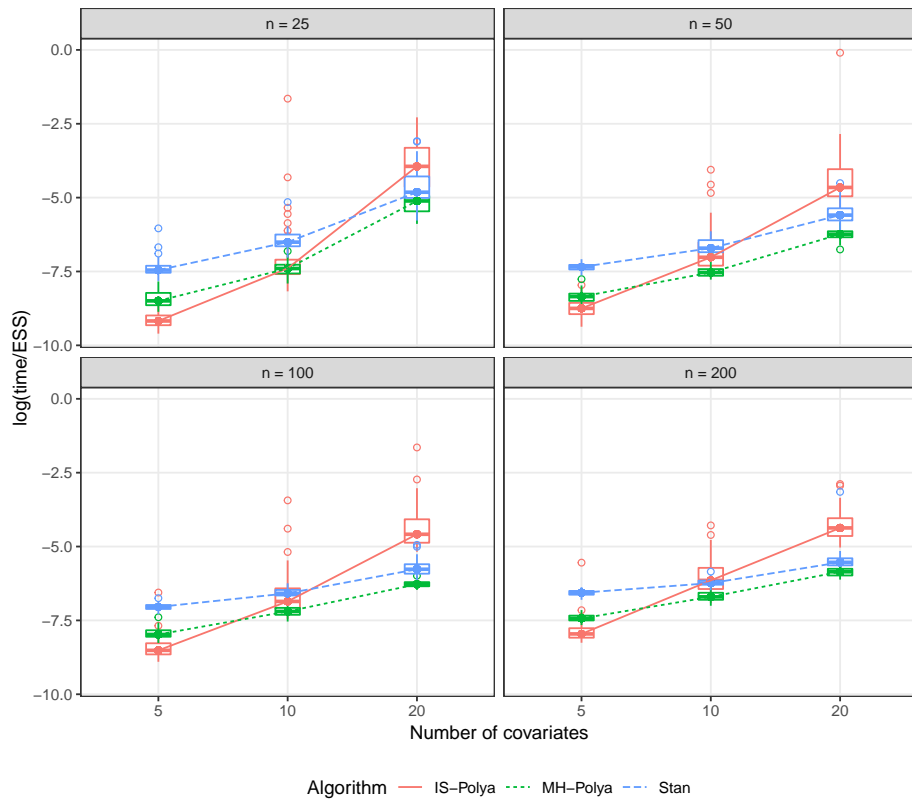 n = 25
n = 50
0.0
−2.5
−5.0
−7.5
−10.0
n = 100
n = 200
0.0
−2.5
−5.0
−7.5
−10.0
log(time/ESS)
5
10
20
5
10
20
Number of covariates
Algorithm IS−Polya MH−Polya Stan